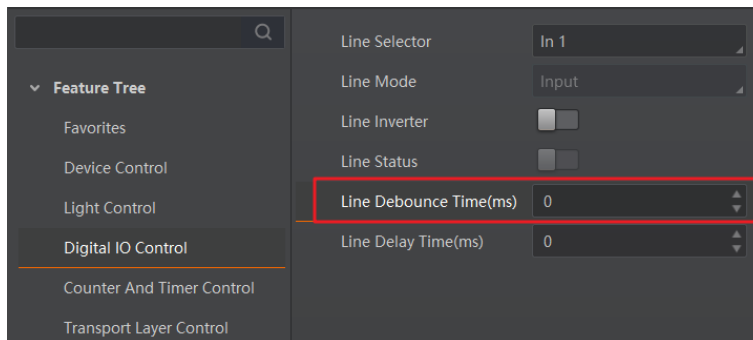 Feature Tree
Favorites
Device Control
Light Control
Digital IO Control
Counter And Timer Control
Transport Layer Control
Line Selector In 1
Line Mode Input
Line Inverter
Line Status
Line Debounce Time(ms) 0
Line Delay Time(ms) 0